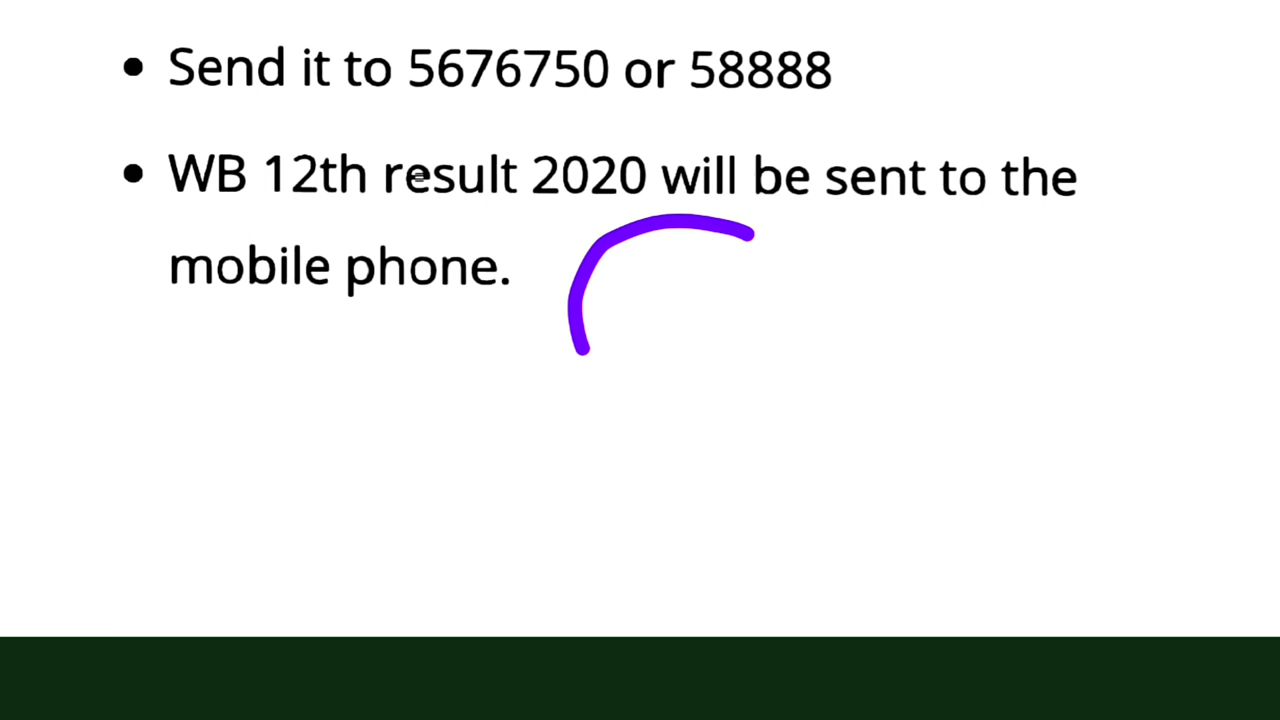 • Send it to 5676750 or 58888
• WB 12th result 2020 will be sent to the
mobile phone.